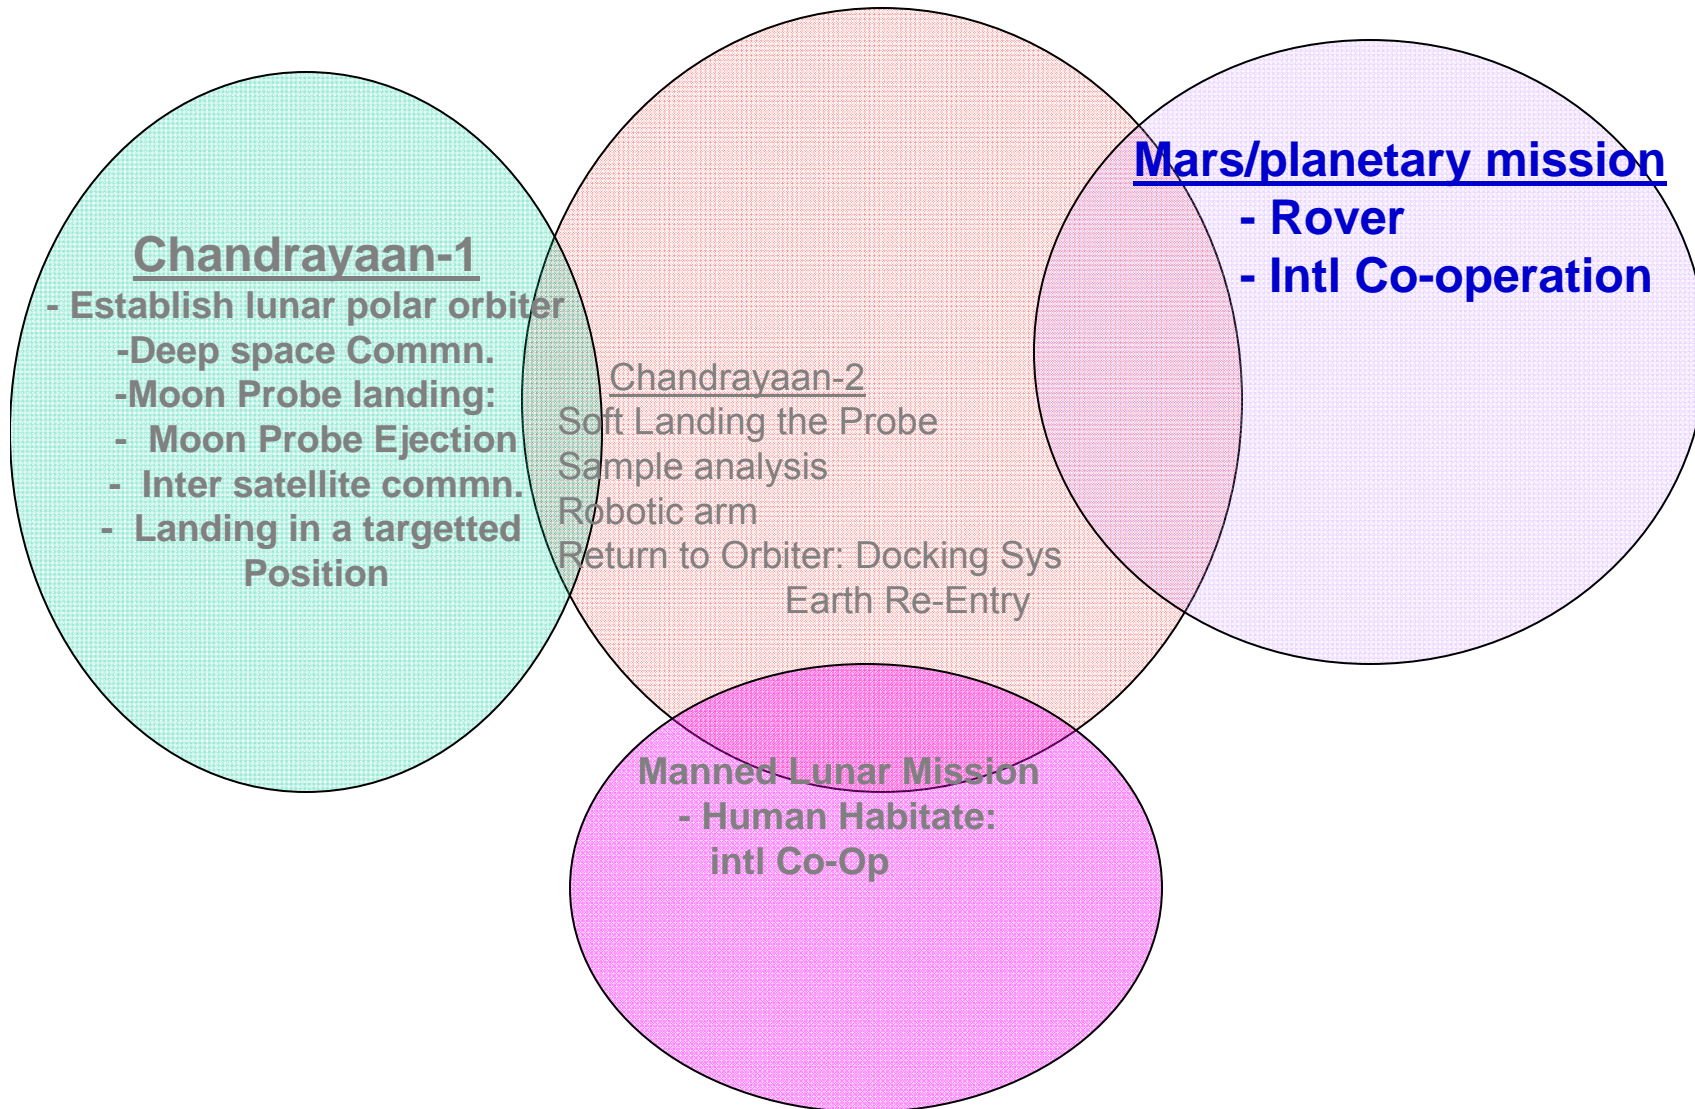 Chandrayaan-1
- Establish lunar polar orbiter
-Deep space Commn.
-Moon Probe landing:
- Moon Probe Ejection
- Inter satellite commn.
- Landing in a targetted
Position
Chandrayaan-2
Soft Landing the Probe
Sample analysis
Robotic arm
Return to Orbiter: Docking Sys
Earth Re-Entry
Mars/planetary mission
- Rover
- Intl Co-operation
Manned Lunar Mission
- Human Habitate:
intl Co-Op